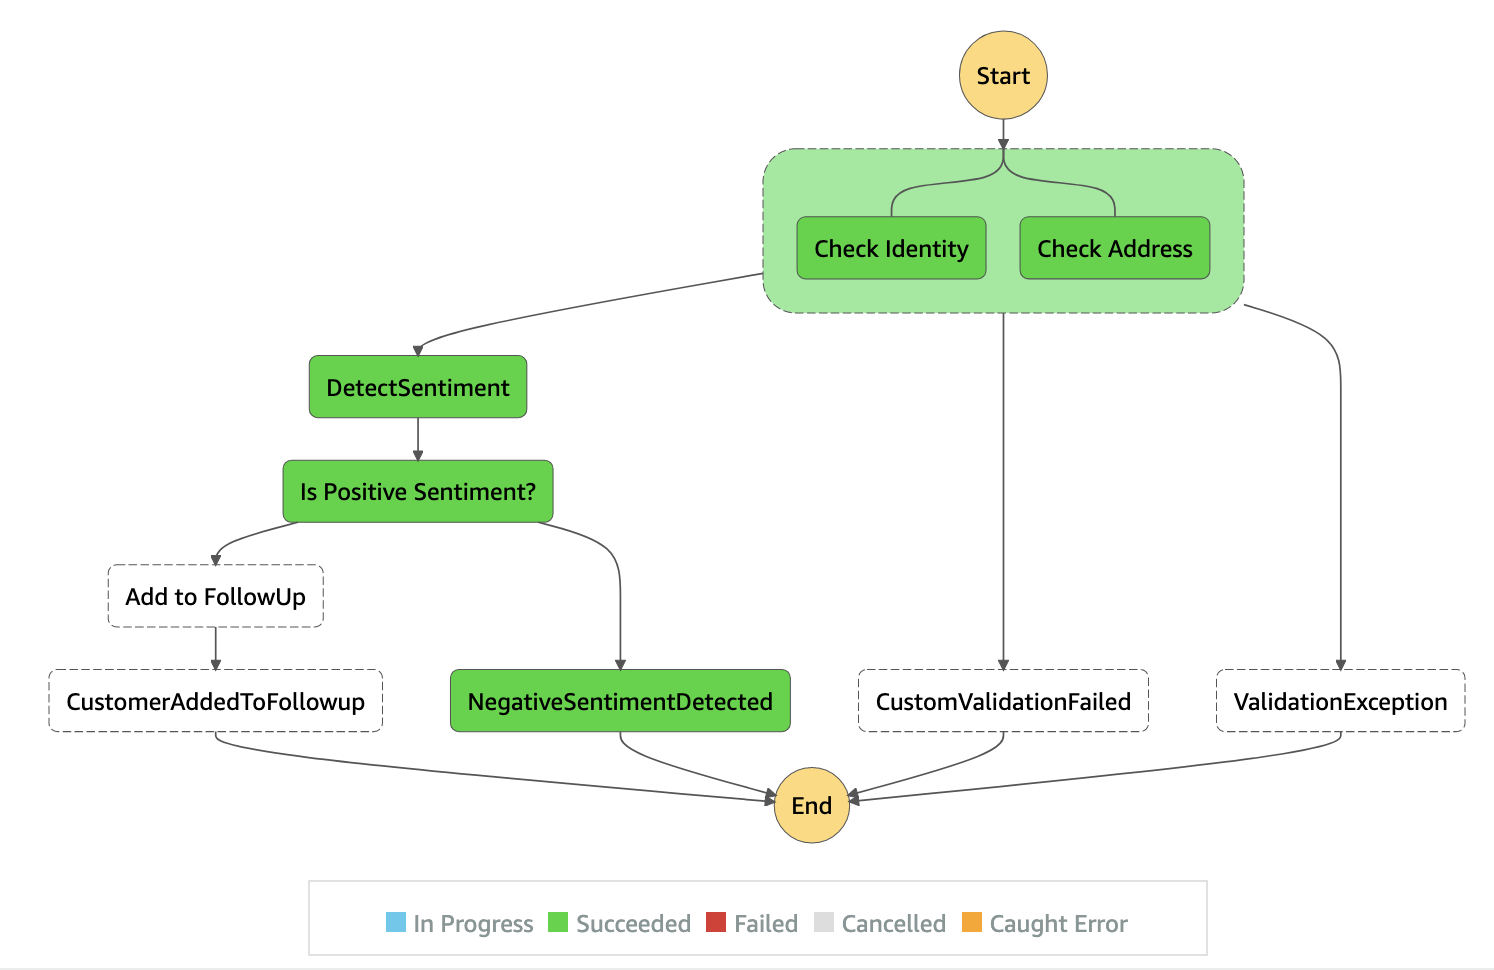 Start
Check Identity
Check Address
DetectSentiment
Is Positive Sentiment?
Add to FollowUp
CustomerAddedToFollowup
NegativeSentimentDetected
CustomValidationFailed
ValidationException
End
In Progress
Succeeded
Failed
Cancelled
Caught Error